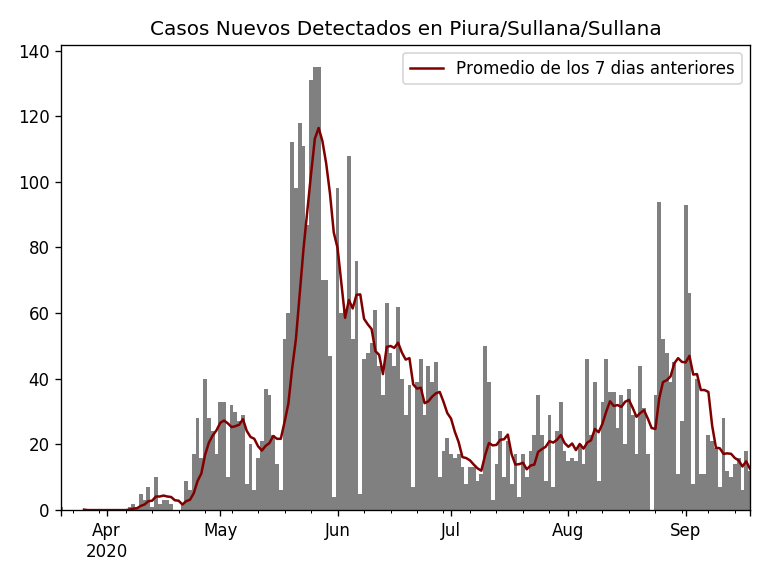 Casos Nuevos Detectados en Piura/Sullana/Sullana
Promedio de los 7 dias anteriores
140
120
100
80
60
40
20
0
Apr
2020
May
Jun
Jul
Aug
Sep